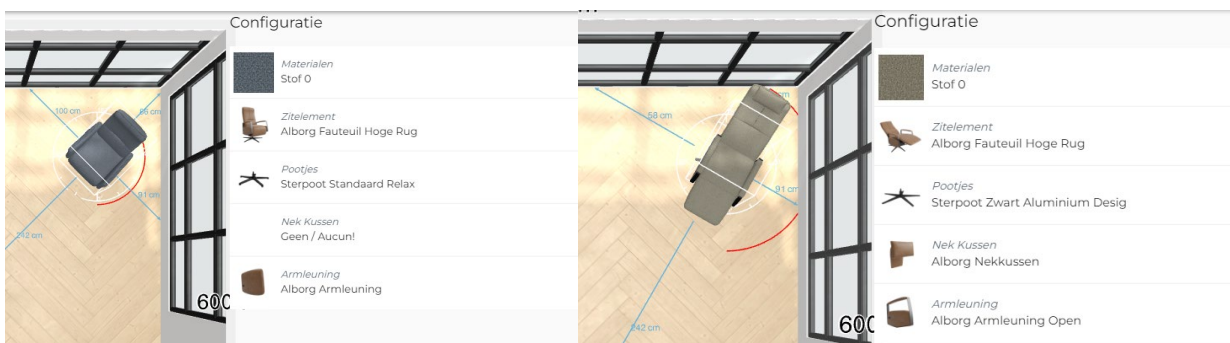 Configuratie
Materialen
Stof 0
Zitelement
Alborg Fauteuil Hoge Rug
Pootjes
Sterpoot Standaard Relax
Nek Kussen
Geen / Aucun!
Armleuning
Alborg Armleuning
100 cm
cm
91 cm
242 cm
600
Configuratie
Materialen
Stof 0
Zitelement
Alborg Fauteuil Hoge Rug
Pootjes
Sterpoot Zwart Aluminium Desig
Nek Kussen
Alborg Nekkussen
Armleuning
Alborg Armleuning Open
cm
58 cm
91 cm
242 cm
600